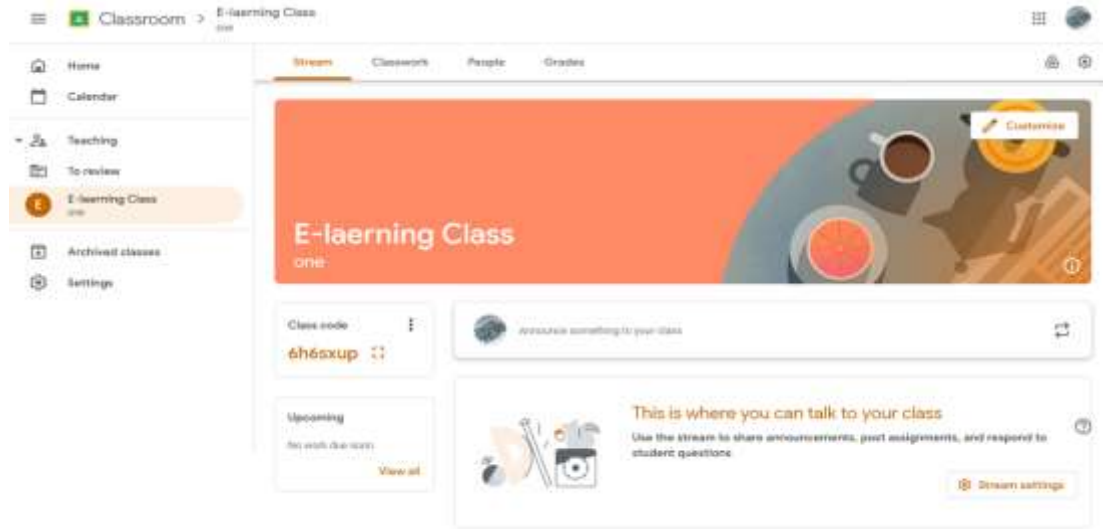 Classroom > E-laerning Class
one
Home
Calendar
Teaching
To review
E E-laerning Class
one
Archived classes
Settings
Stream Classwork People Grades
Customize
E-laerning Class
one
Class code
6h6sxup
Announce something to your class
Upcoming
No work due soon
View all
This is where you can talk to your class
Use the stream to share announcements, post assignments, and respond to
student questions
Stream settings